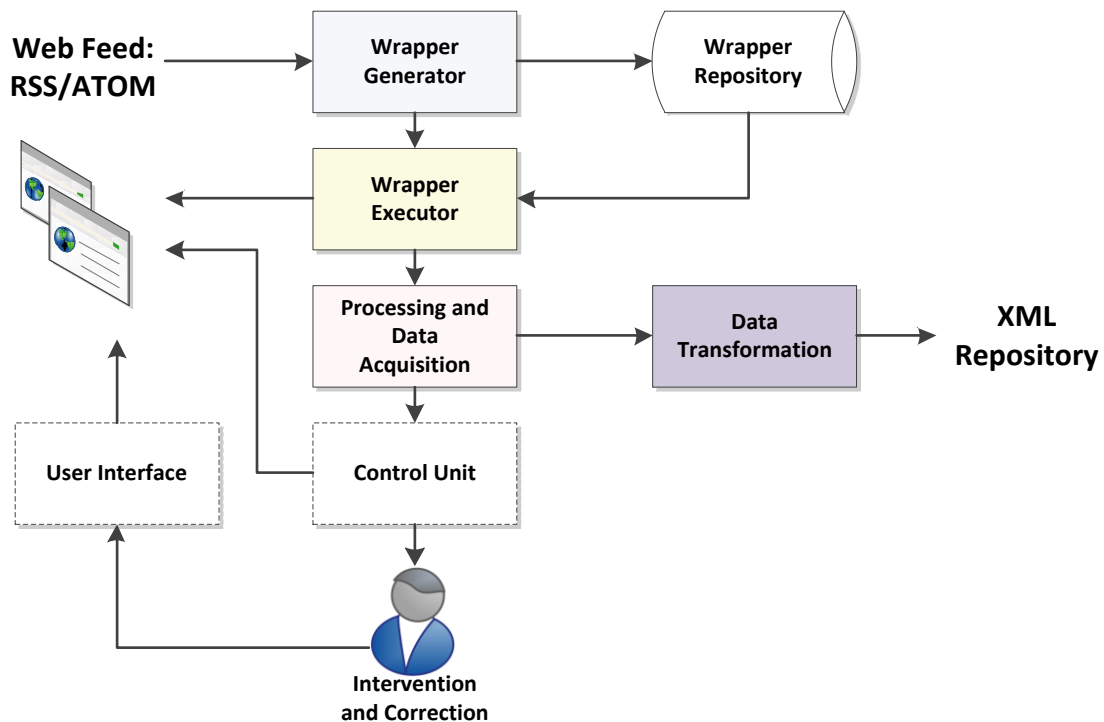 Web Feed:
RSS/ATOM
Wrapper
Generator
Wrapper
Repository
Wrapper
Executor
Processing and
Data
Acquisition
Data
Transformation
XML
Repository
User Interface
Control Unit
Intervention
and Correction